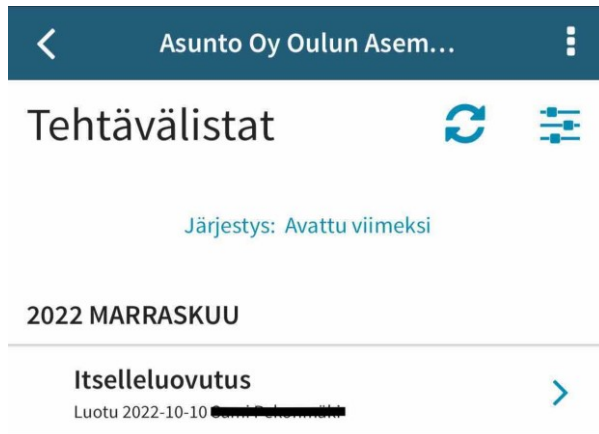 Asunto Oy Oulun Asem...
Tehtävälistat
Järjestys: Avattu viimeksi
2022 MARRASKUU
Itselleluovutus
Luotu 2022-10-10